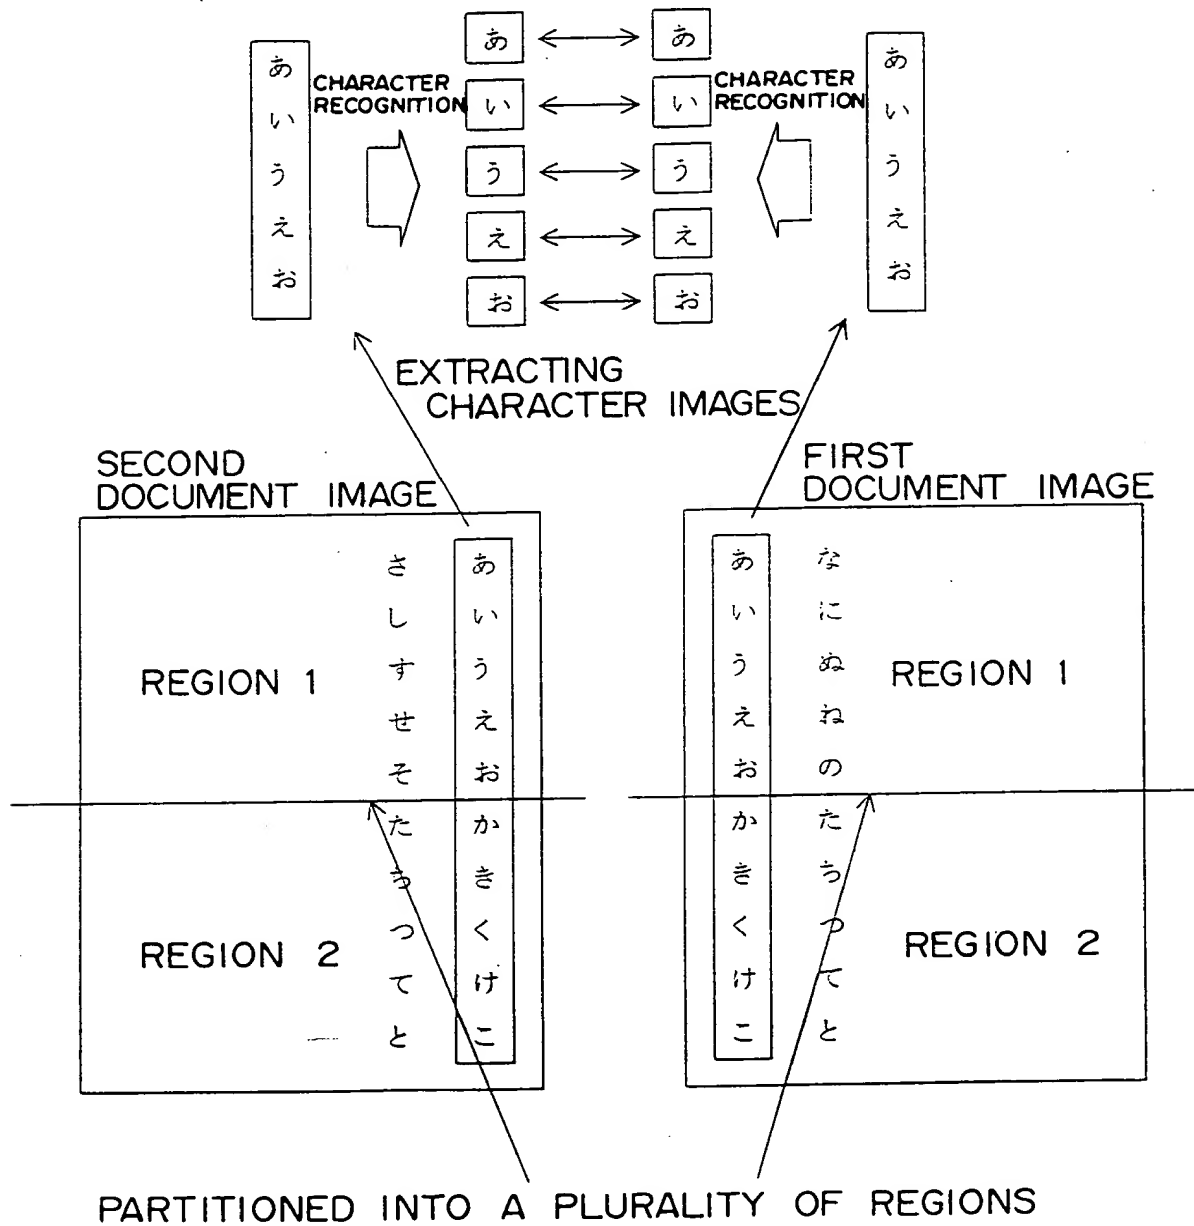 あいうえお
CHARACTER
RECOGNITION
あ
い
う
え
お
あ
い
う
え
お
CHARACTER
RECOGNITION
あいうえお
EXTRACTING
CHARACTER IMAGES
SECOND
DOCUMENT IMAGE
REGION 1
REGION 2
あいうえおかきくけこ
さしすせそたちつてと
FIRST
DOCUMENT IMAGE
なにぬねのたちつてと
あいうえおかきくけこ
REGION 1
REGION 2
PARTITIONED INTO A PLURALITY OF REGIONS